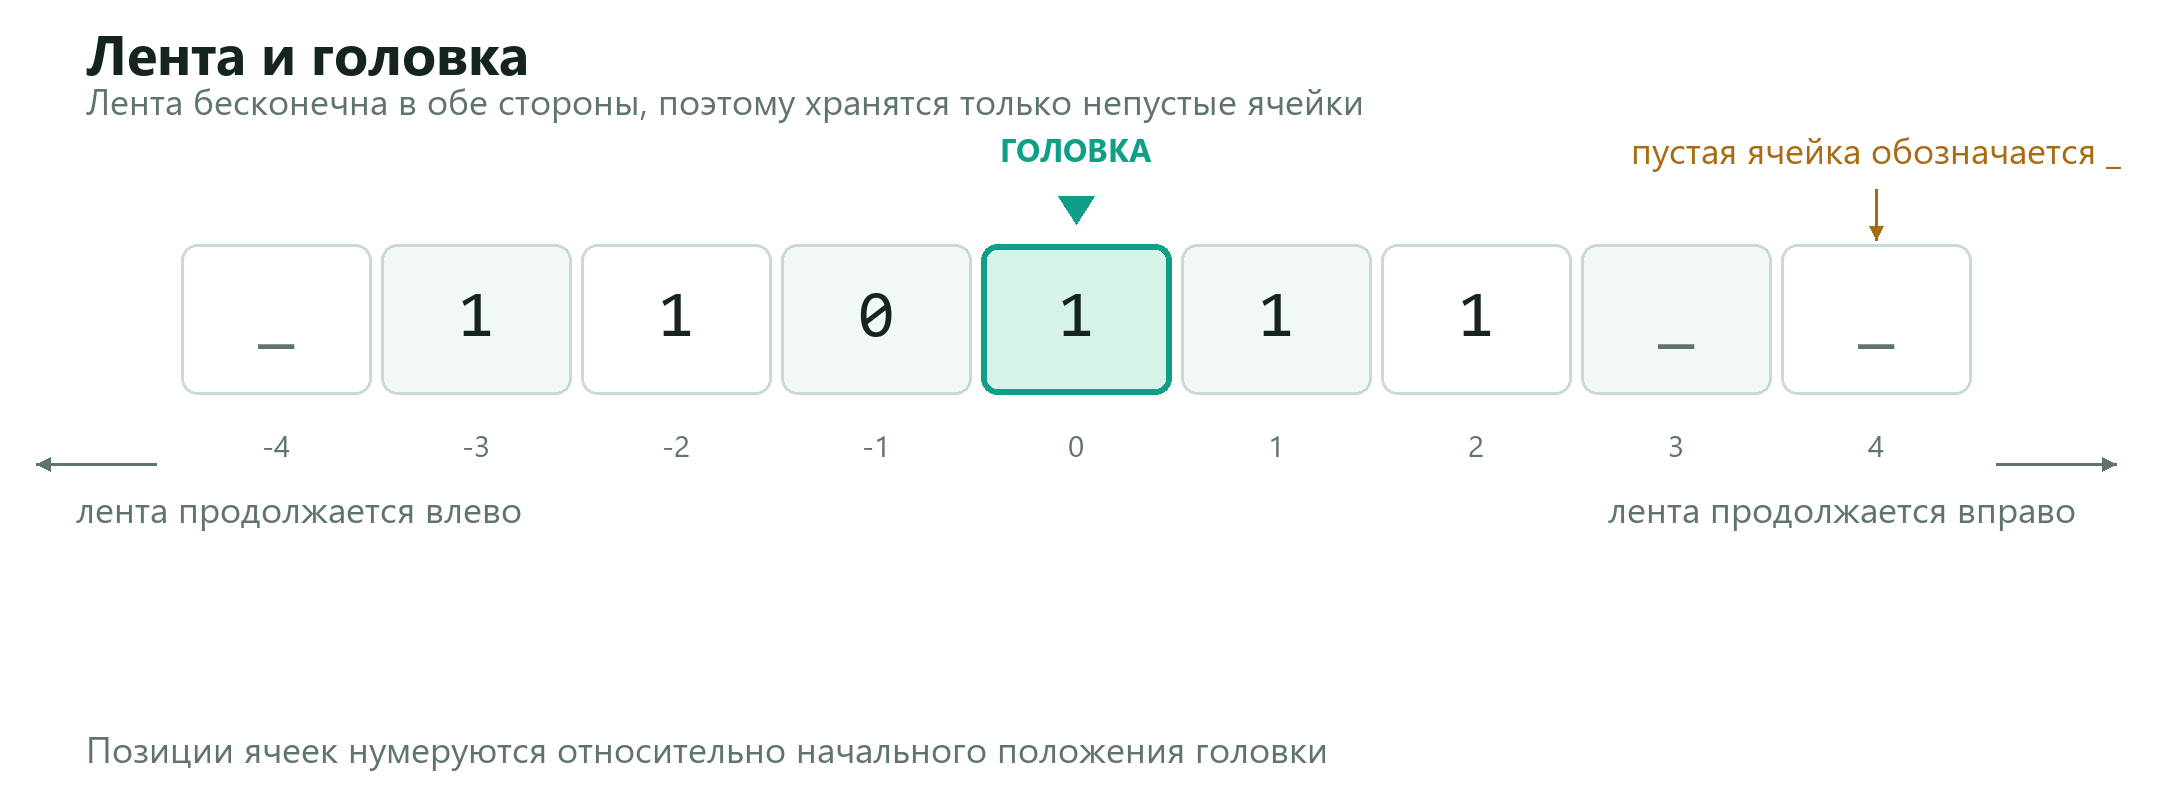 Лента и головка
Лента бесконечна в обе стороны, поэтому хранятся только непустые ячейки
ГОЛОВКА
пустая ячейка обозначается _
_ 1 1 0 1 1 1 _ _
-4 -3 -2 -1 0 1 2 3 4
лента продолжается влево
лента продолжается вправо
Позиции ячеек нумеруются относительно начального положения головки